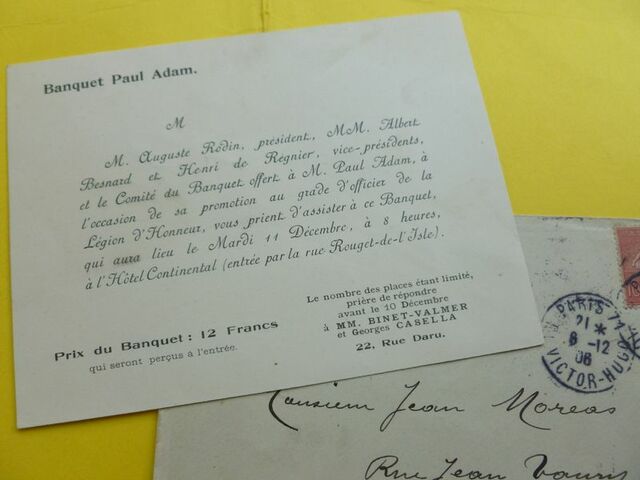 Banquet Paul Adam.
M
M. Auguste Rodin, président, MM. Albert
Besnard et Henri de Regnier, vice-présidents,
et le Comité du Banquet offert à M. Paul Adam, à
l'occasion de sa promotion au grade d'officier de la
Légion d'Honneur, vous prient d'assister à ce Banquet,
qui aura lieu le Mardi 11 Décembre, à 8 heures,
à l'Hôtel Continental (entrée par la rue Rouget-de-l'Isle).
Prix du Banquet : 12 Francs
qui seront perçus à l'entrée.
Le nombre des places étant limité,
prière de répondre
avant le 10 Décembre
à MM. BINET-VALMER
et Georges CASELLA
22, Rue Daru.
PARIS
21 *
8-12
06
VICTOR-HUGO
Monsieur Jean Moreas
Rue Jean